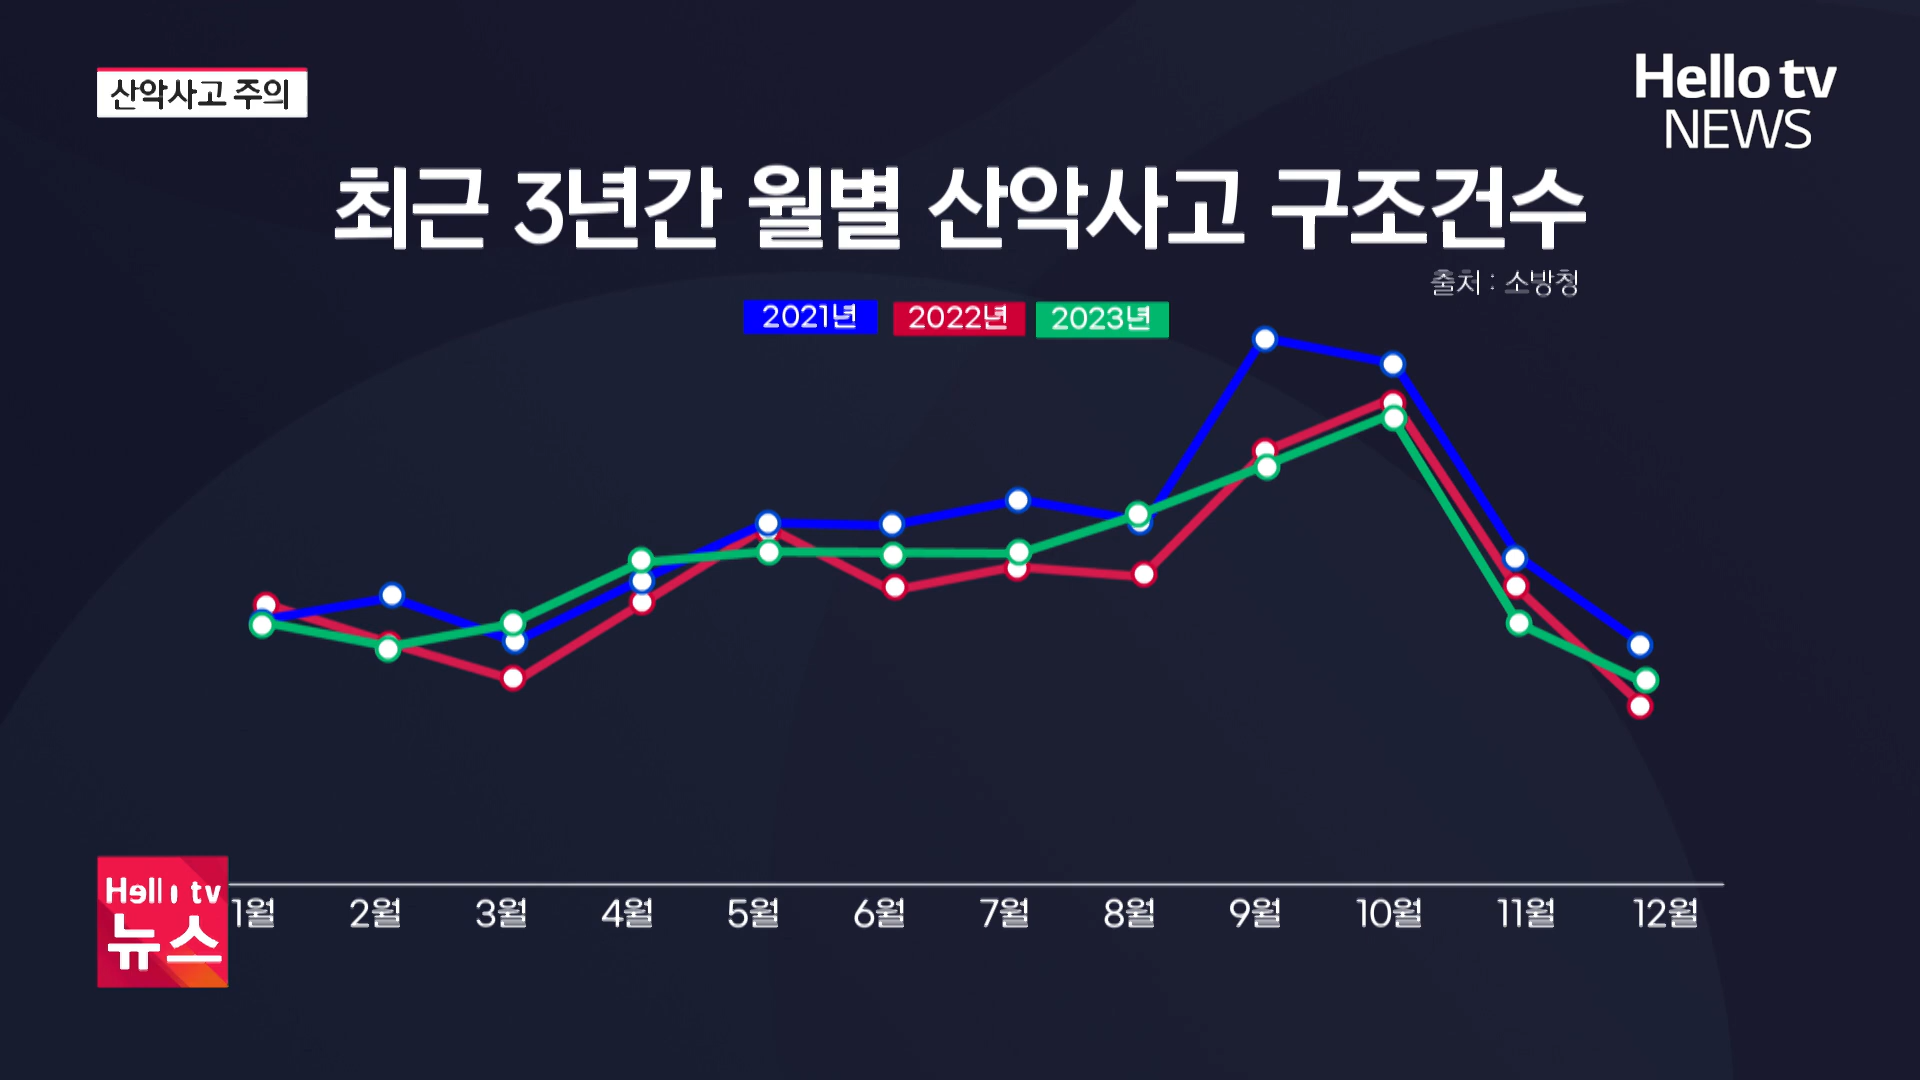 산악사고 주의
Hello tv
NEWS
최근 3년간 월별 산악사고 구조건수
출처 : 소방청
2021년 2022년 2023년
1월 2월 3월 4월 5월 6월 7월 8월 9월 10월 11월 12월
Hello tv
뉴스